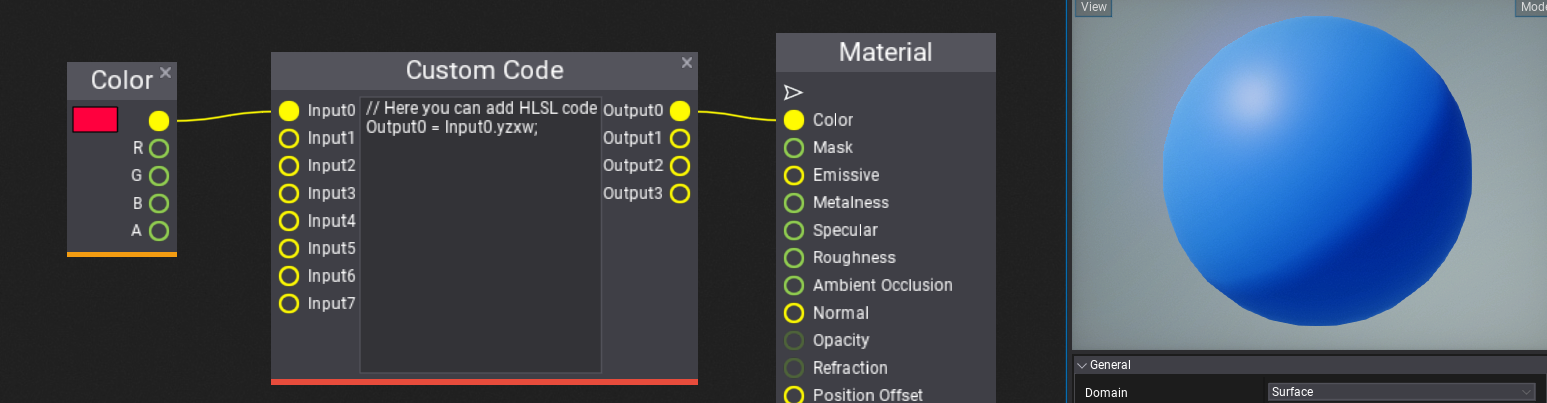 Color ×
R
G
B
A
Custom Code ×
Input0
Input1
Input2
Input3
Input4
Input5
Input6
Input7
// Here you can add HLSL code
Output0 = Input0.yzxw;
Output0
Output1
Output2
Output3
Material
Color
Mask
Emissive
Metalness
Specular
Roughness
Ambient Occlusion
Normal
Opacity
Refraction
Position Offset
View
Mode
General
Domain
Surface